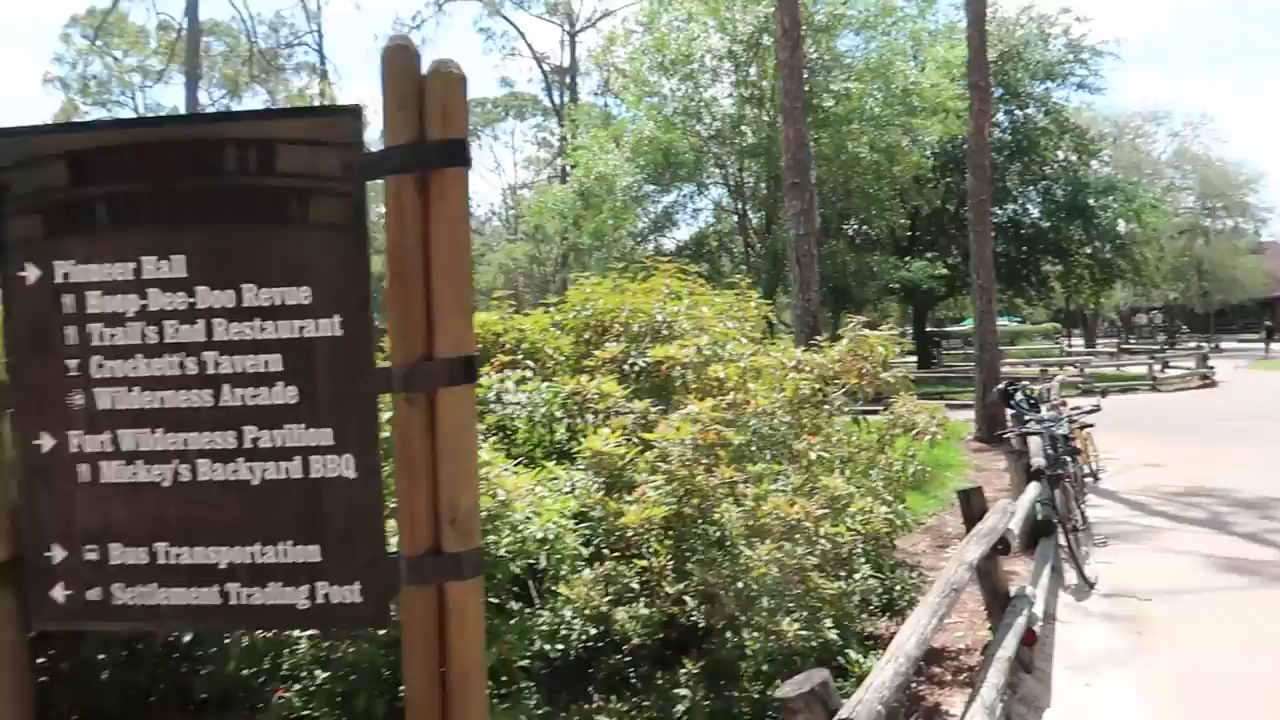 Pioneer Hall
Hoop-Dee-Doo Revue
Trail's End Restaurant
Crockett's Tavern
Wilderness Arcade
Fort Wilderness Pavilion
Mickey's Backyard BBQ
Bus Transportation
Settlement Trading Post